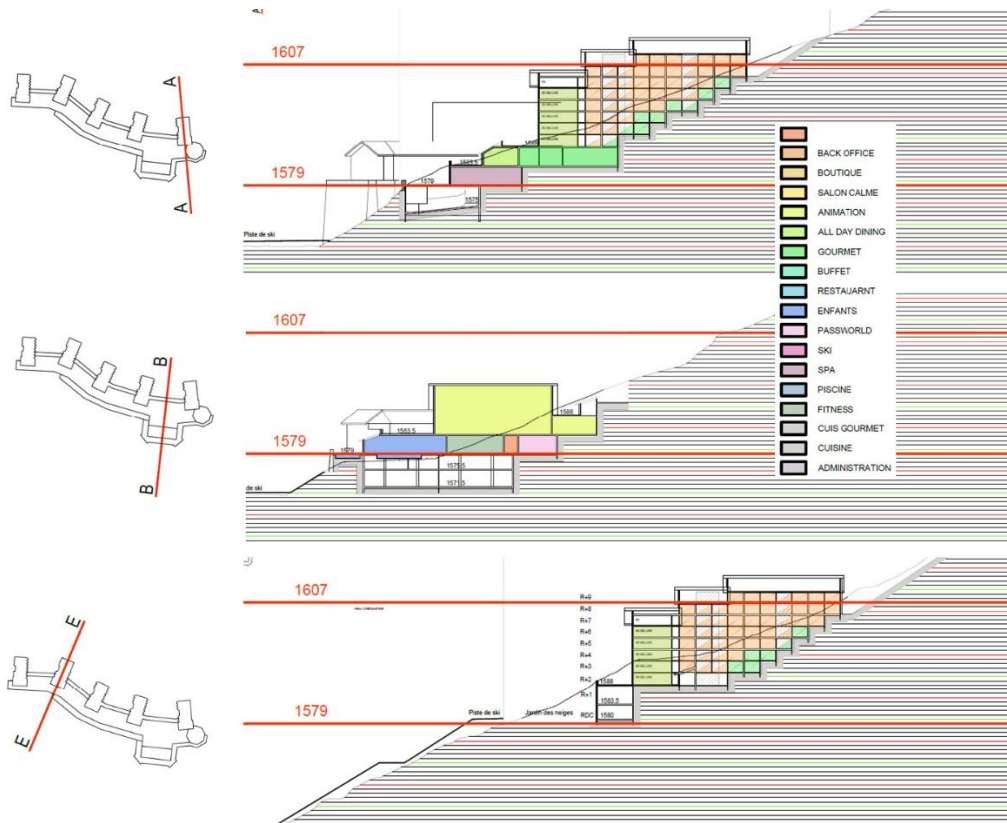 A
A
1607
1579
1588
1583.5
1579
1575
Piste de ski
BACK OFFICE
BOUTIQUE
SALON CALME
ANIMATION
ALL DAY DINING
GOURMET
BUFFET
RESTAUARNT
ENFANTS
PASSWORLD
SKI
SPA
PISCINE
FITNESS
CUIS GOURMET
CUISINE
ADMINISTRATION
B
B
1607
1579
1588
1583.5
1579
1575.5
1571.5
de ski
E
E
1607
1579
R+9
R+8
R+7
R+6
R+5
R+4
R+3
R+2
R+1
RDC
1588
1583.5
1580
Piste de ski
Jardin des neiges